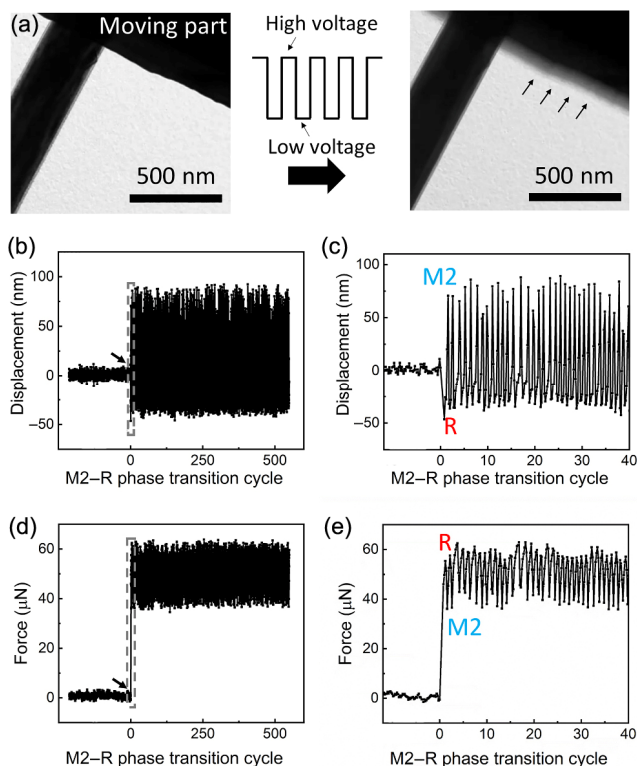 (a)
Moving part
500 nm
High voltage
Low voltage
500 nm
(b)
Displacement (nm)
100
50
0
–50
0
250
500
M2–R phase transition cycle
(c)
Displacement (nm)
100
50
0
–50
M2
R
0
10
20
30
40
M2–R phase transition cycle
(d)
Force (μN)
60
40
20
0
0
250
500
M2–R phase transition cycle
(e)
Force (μN)
60
40
20
0
R
M2
0
10
20
30
40
M2–R phase transition cycle